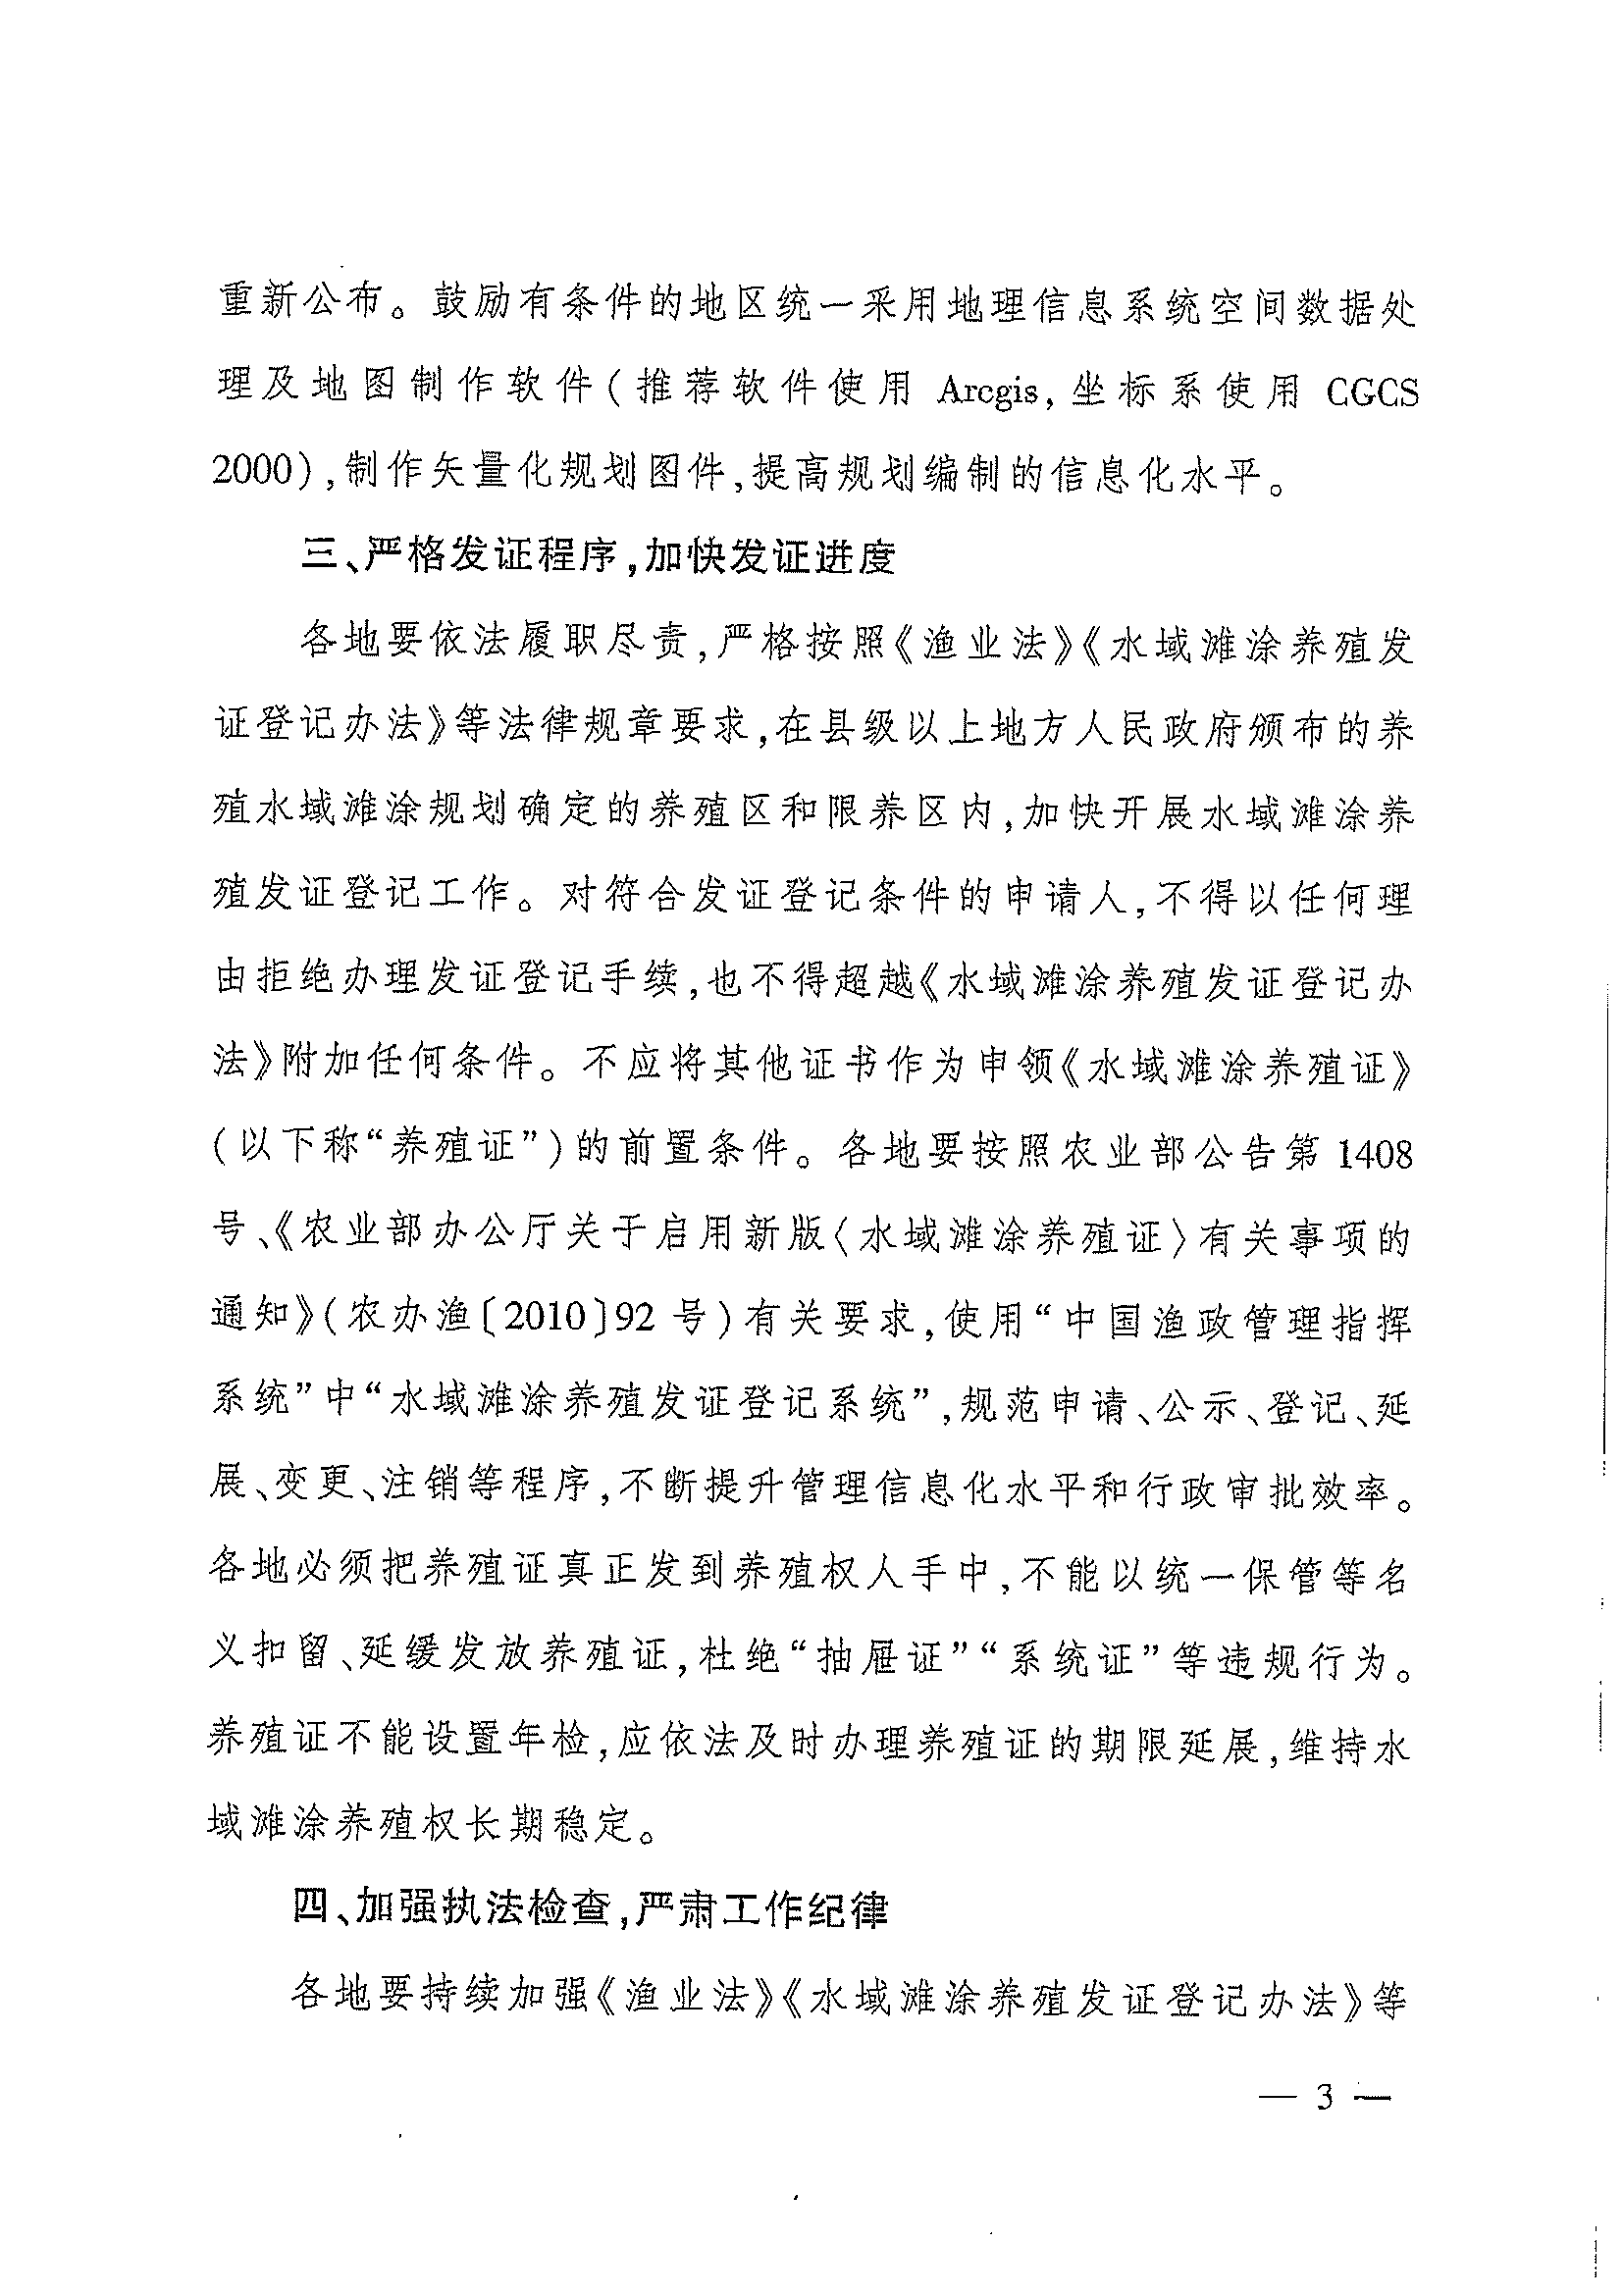 重新公布。鼓励有条件的地区统一采用地理信息系统空间数据处
理及地图制作软件(推荐软件使用 Arcgis,坐标系使用 CGCS
2000),制作矢量化规划图件,提高规划编制的信息化水平。
三、严格发证程序,加快发证进度
各地要依法履职尽责,严格按照《渔业法》《水域滩涂养殖发
证登记办法》等法律规章要求,在县级以上地方人民政府颁布的养
殖水域滩涂规划确定的养殖区和限养区内,加快开展水域滩涂养
殖发证登记工作。对符合发证登记条件的申请人,不得以任何理
由拒绝办理发证登记手续,也不得超越《水域滩涂养殖发证登记办
法》附加任何条件。不应将其他证书作为申领《水域滩涂养殖证》
(以下称“养殖证”)的前置条件。各地要按照农业部公告第 1408
号、《农业部办公厅关于启用新版〈水域滩涂养殖证〉有关事项的
通知》(农办渔〔2010〕92 号)有关要求,使用“中国渔政管理指挥
系统”中“水域滩涂养殖发证登记系统”,规范申请、公示、登记、延
展、变更、注销等程序,不断提升管理信息化水平和行政审批效率。
各地必须把养殖证真正发到养殖权人手中,不能以统一保管等名
义扣留、延缓发放养殖证,杜绝“抽屉证”“系统证”等违规行为。
养殖证不能设置年检,应依法及时办理养殖证的期限延展,维持水
域滩涂养殖权长期稳定。
四、加强执法检查,严肃工作纪律
各地要持续加强《渔业法》《水域滩涂养殖发证登记办法》等
— 3 —